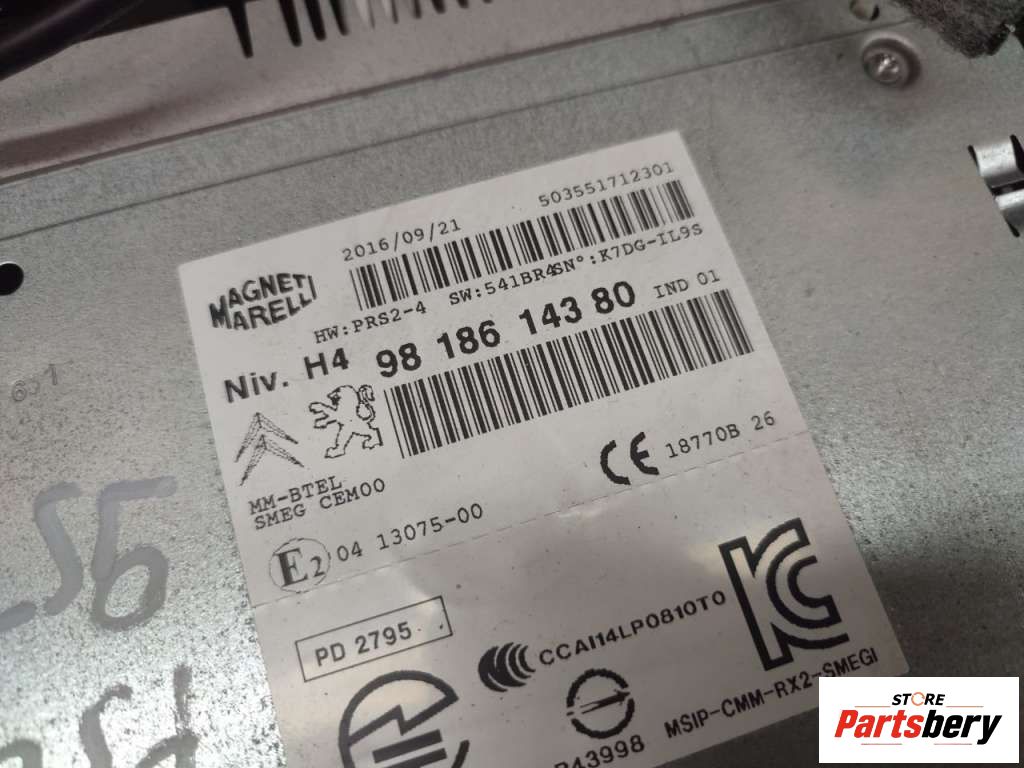 2016/09/21 503551712301
MAGNETI
MARELLI
HW:PRS2-4 SW:541BR4SN°:K7DG-IL9S
Niv. H4 98 186 143 80 IND 01
MM-BTEL
SMEG CEM00
CE 18770B 26
E2 04 13075-00
PD 2795
CCAI14LP0810T0
MSIP-CMM-RX2-SMEGI
43998
STORE
Partsbery